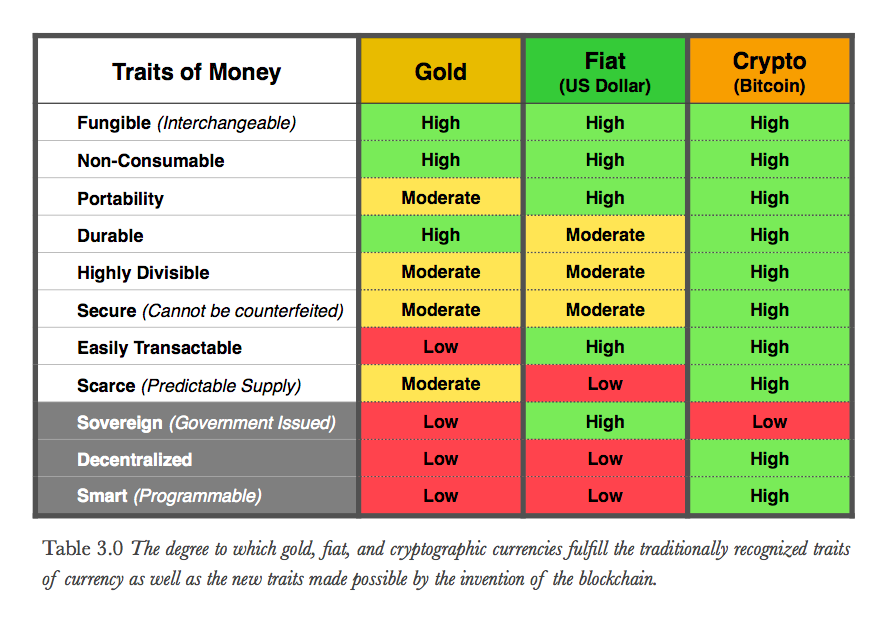 Traits of Money Gold Fiat (US Dollar) Crypto (Bitcoin)
Fungible (Interchangeable) High High High
Non-Consumable High High High
Portability Moderate High High
Durable High Moderate High
Highly Divisible Moderate Moderate High
Secure (Cannot be counterfeited) Moderate Moderate High
Easily Transactable Low High High
Scarce (Predictable Supply) Moderate Low High
Sovereign (Government Issued) Low High Low
Decentralized Low Low High
Smart (Programmable) Low Low High
Table 3.0 The degree to which gold, fiat, and cryptographic currencies fulfill the traditionally recognized traits
of currency as well as the new traits made possible by the invention of the blockchain.